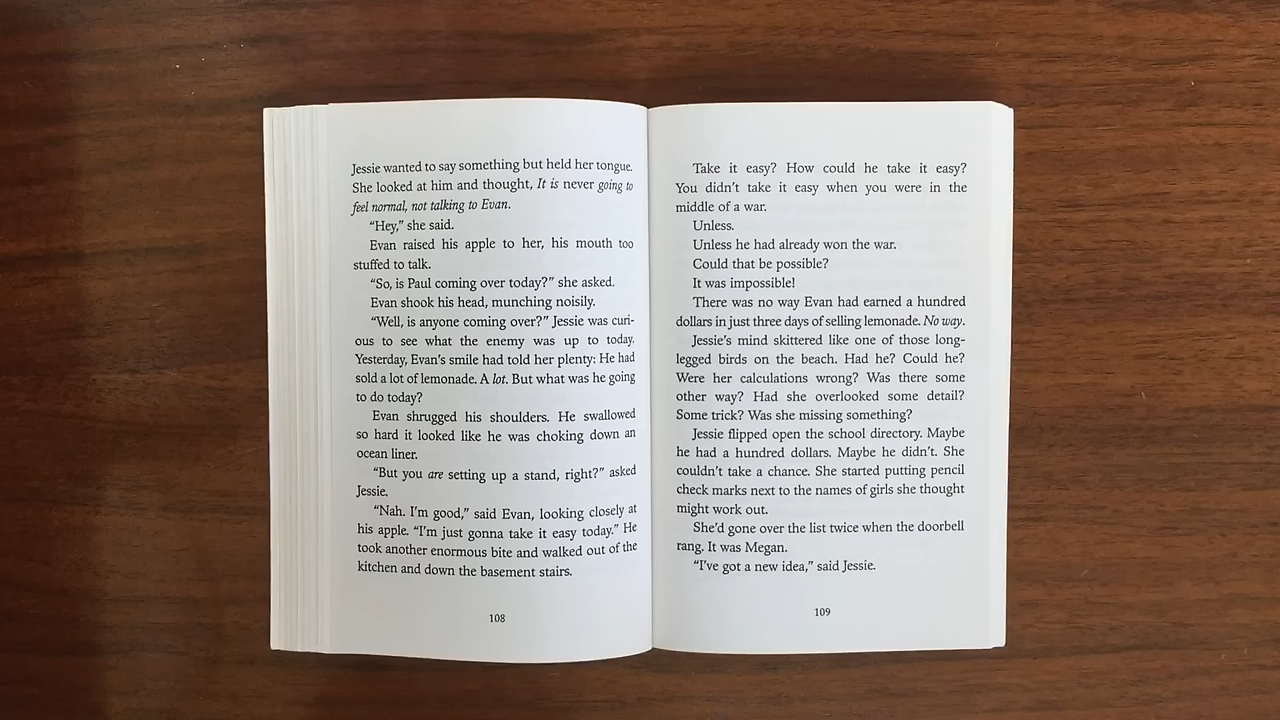 Jessie wanted to say something but held her tongue.
She looked at him and thought, It is never going to
feel normal, not talking to Evan.
“Hey,” she said.
Evan raised his apple to her, his mouth too
stuffed to talk.
“So, is Paul coming over today?” she asked.
Evan shook his head, munching noisily.
“Well, is anyone coming over?” Jessie was curi-
ous to see what the enemy was up to today.
Yesterday, Evan’s smile had told her plenty: He had
sold a lot of lemonade. A lot. But what was he going
to do today?
Evan shrugged his shoulders. He swallowed
so hard it looked like he was choking down an
ocean liner.
“But you are setting up a stand, right?” asked
Jessie.
“Nah. I’m good,” said Evan, looking closely at
his apple. “I’m just gonna take it easy today.” He
took another enormous bite and walked out of the
kitchen and down the basement stairs.
108
Take it easy? How could he take it easy?
You didn’t take it easy when you were in the
middle of a war.
Unless.
Unless he had already won the war.
Could that be possible?
It was impossible!
There was no way Evan had earned a hundred
dollars in just three days of selling lemonade. No way.
Jessie’s mind skittered like one of those long-
legged birds on the beach. Had he? Could he?
Were her calculations wrong? Was there some
other way? Had she overlooked some detail?
Some trick? Was she missing something?
Jessie flipped open the school directory. Maybe
he had a hundred dollars. Maybe he didn’t. She
couldn’t take a chance. She started putting pencil
check marks next to the names of girls she thought
might work out.
She’d gone over the list twice when the doorbell
rang. It was Megan.
“I’ve got a new idea,” said Jessie.
109